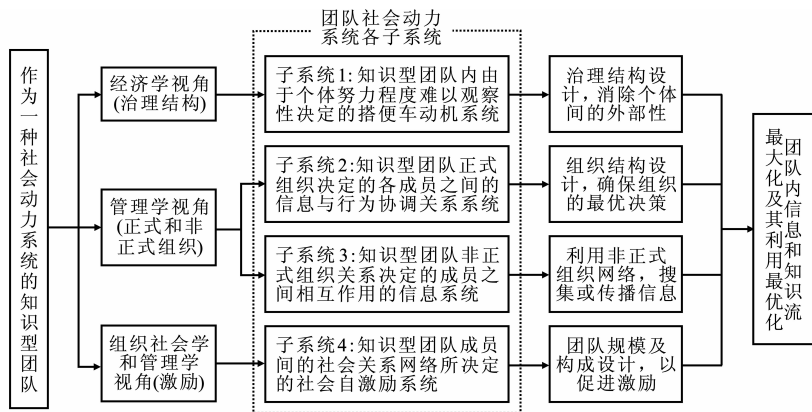 团队社会动力
系统各子系统
作为一种社会动力系统的知识型团队
经济学视角
(治理结构)
子系统1:知识型团队内由
于个体努力程度难以观察
性决定的搭便车动机系统
治理结构设
计，消除个体
间的外部性
管理学视角
(正式和非
正式组织)
子系统2:知识型团队正式
组织决定的各成员之间的
信息与行为协调关系系统
组织结构设
计，确保组织
的最优决策
子系统3:知识型团队非正
式组织关系决定的成员之
间相互作用的信息系统
利用非正式
组织网络，搜
集或传播信息
组织社会学
和管理学
视角(激励)
子系统4:知识型团队成员
间的社会关系网络所决定
的社会自激励系统
团队规模及
构成设计，以
促进激励
团队内信息和知识流
最大化及其利用最优化